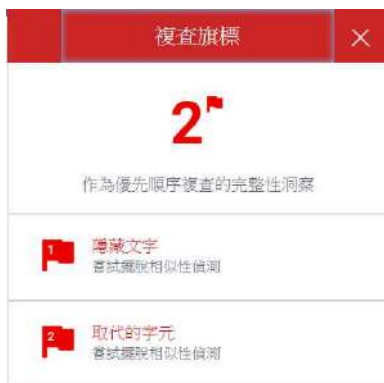 複查旗標
2
作為優先順序複查的完整性洞察
1
隱藏文字
嘗試擺脫相似性偵測
2
取代的字元
嘗試擺脫相似性偵測